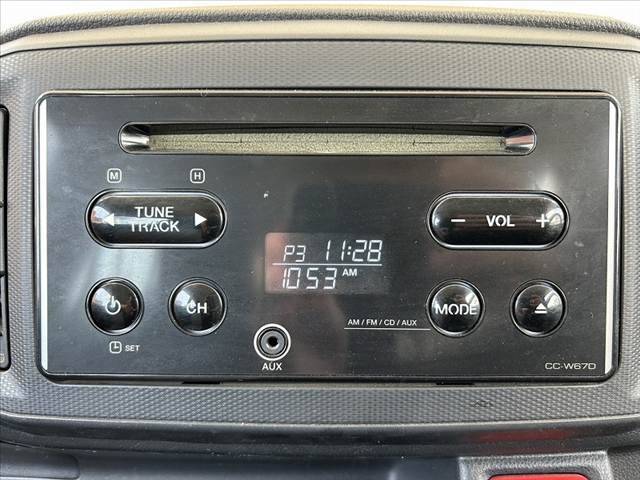 M H
◀ TUNE TRACK ▶
− VOL +
P3 11:28
1053 AM
CH
MODE
AM / FM / CD / AUX
SET
AUX
CC-W67D